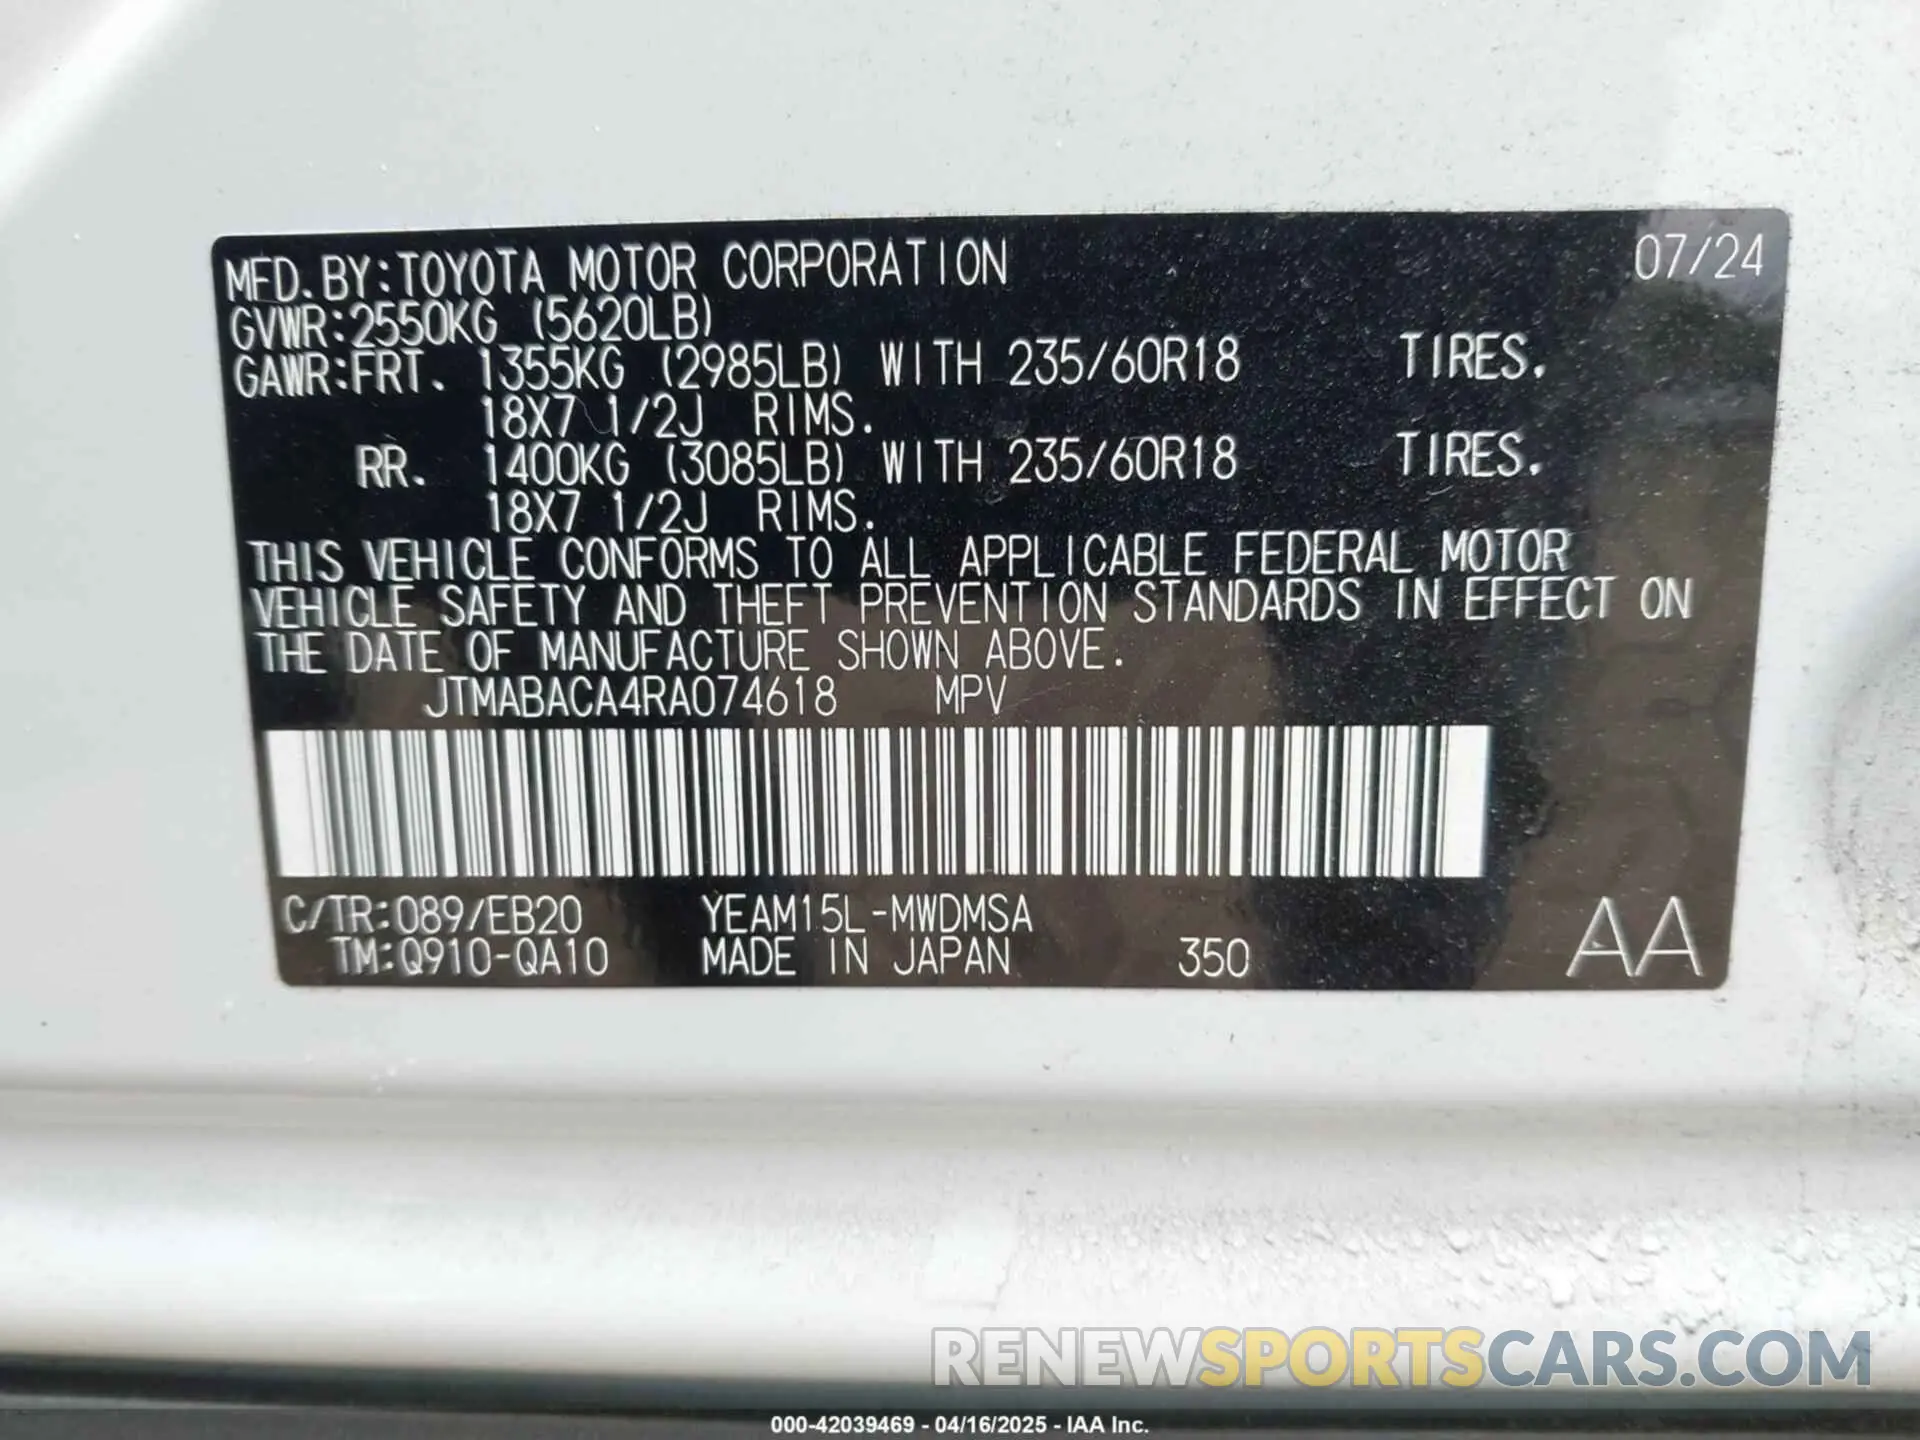 MFD. BY:TOYOTA MOTOR CORPORATION 07/24
GVWR:2550KG (5620LB)
GAWR:FRT. 1355KG (2985LB) WITH 235/60R18 TIRES.
18X7 1/2J RIMS.
RR. 1400KG (3085LB) WITH 235/60R18 TIRES.
18X7 1/2J RIMS.
THIS VEHICLE CONFORMS TO ALL APPLICABLE FEDERAL MOTOR
VEHICLE SAFETY AND THEFT PREVENTION STANDARDS IN EFFECT ON
THE DATE OF MANUFACTURE SHOWN ABOVE.
JTMABACA4RA074618 MPV
C/TR:089/EB20 YEAM15L-MWDMSA
TM:Q910-QA10 MADE IN JAPAN 350 AA
RENEWSPORTSCARS.COM
000-42039469 - 04/16/2025 - IAA Inc.